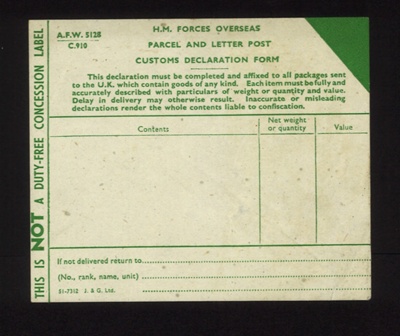 A.F.W. 5128
C.910
H.M. FORCES OVERSEAS
PARCEL AND LETTER POST
CUSTOMS DECLARATION FORM
This declaration must be completed and affixed to all packages sent
to the U.K. which contain goods of any kind. Each item must be fully and
accurately described with particulars of weight or quantity and value.
Delay in delivery may otherwise result. Inaccurate or misleading
declarations render the whole contents liable to confiscation.
Contents
Net weight
or quantity
Value
If not delivered return to
(No., rank, name, unit)
51-7312 J. & G. Ltd.
THIS IS NOT A DUTY-FREE CONCESSION LABEL